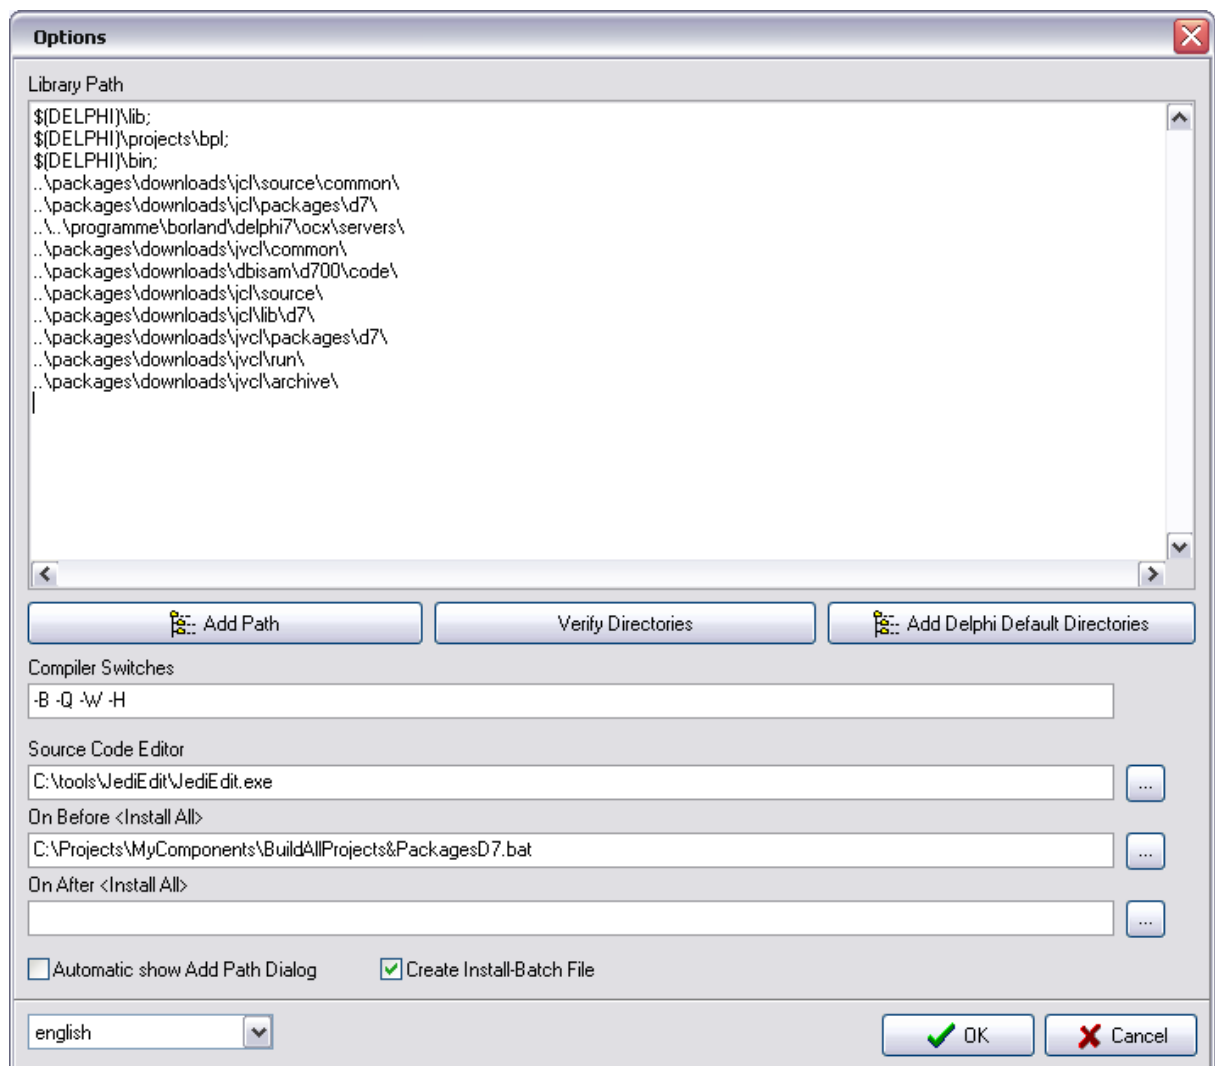 Options
Library Path
$(DELPHI)\lib;
$(DELPHI)\projects\bpl;
$(DELPHI)\bin;
..\packages\downloads\jcl\source\common\
..\packages\downloads\jcl\packages\d7\
..\..\programme\borland\delphi7\ocx\servers\
..\packages\downloads\jvcl\common\
..\packages\downloads\dbisam\d700\code\
..\packages\downloads\jcl\source\
..\packages\downloads\jcl\lib\d7\
..\packages\downloads\jvcl\packages\d7\
..\packages\downloads\jvcl\run\
..\packages\downloads\jvcl\archive\
Add Path Verify Directories Add Delphi Default Directories
Compiler Switches
-B -Q -W -H
Source Code Editor
C:\tools\JediEdit\JediEdit.exe
...
On Before <Install All>
C:\Projects\MyComponents\BuildAllProjects&PackagesD7.bat
...
On After <Install All>
...
Automatic show Add Path Dialog Create Install-Batch File
english OK Cancel